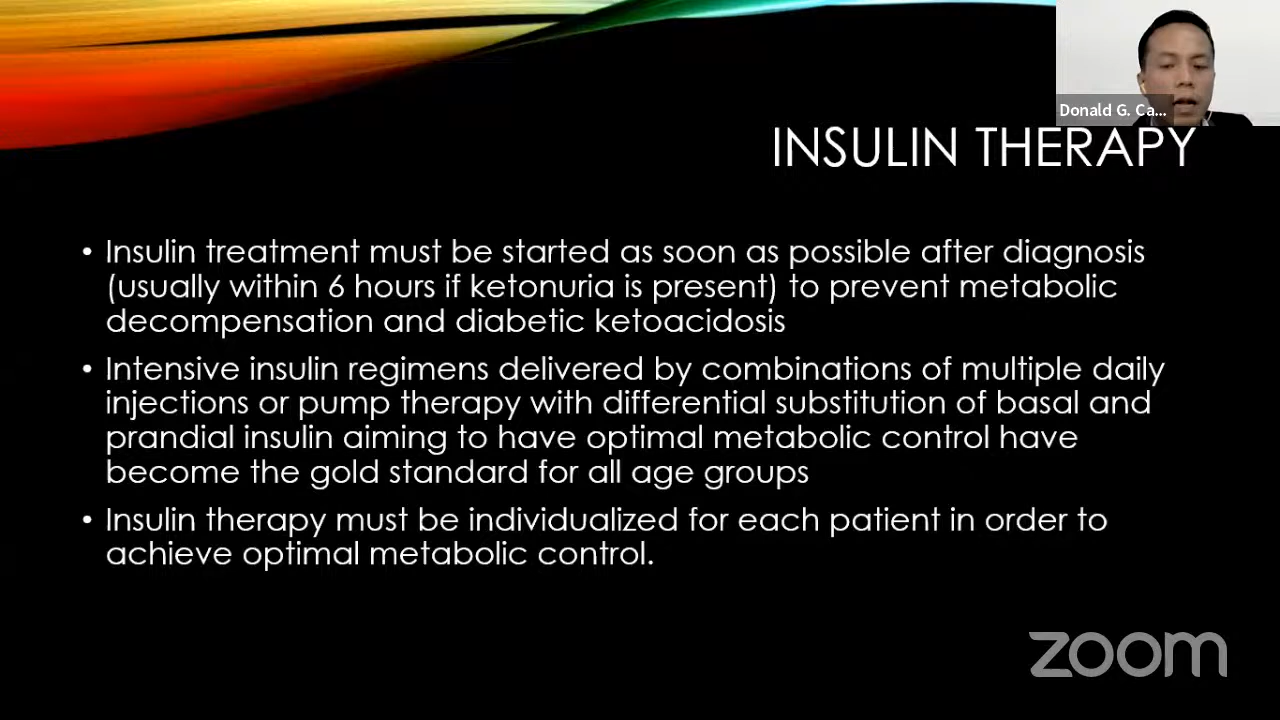 Donald G. Ca...
INSULIN THERAPY
• Insulin treatment must be started as soon as possible after diagnosis
(usually within 6 hours if ketonuria is present) to prevent metabolic
decompensation and diabetic ketoacidosis
• Intensive insulin regimens delivered by combinations of multiple daily
injections or pump therapy with differential substitution of basal and
prandial insulin aiming to have optimal metabolic control have
become the gold standard for all age groups
• Insulin therapy must be individualized for each patient in order to
achieve optimal metabolic control.
zoom